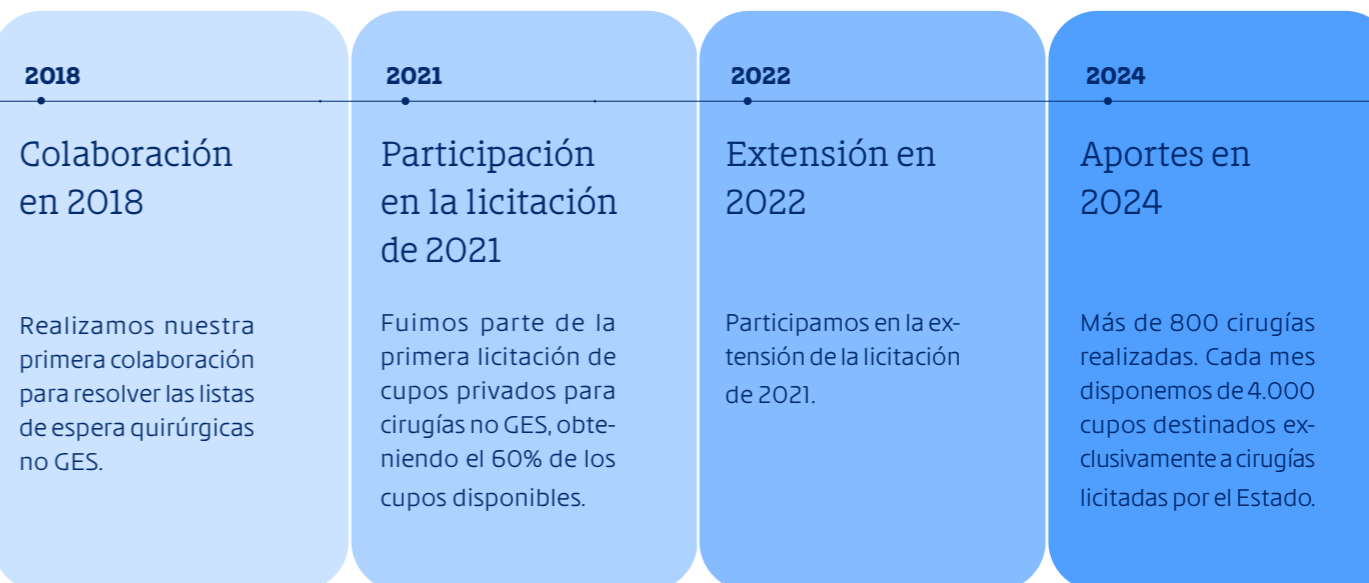 2018
Colaboración
en 2018
Realizamos nuestra
primera colaboración
para resolver las listas
de espera quirúrgicas
no GES.
2021
Participación
en la licitación
de 2021
Fuimos parte de la
primera licitación de
cupos privados para
cirugías no GES, obte-
niendo el 60% de los
cupos disponibles.
2022
Extensión en
2022
Participamos en la ex-
tensión de la licitación
de 2021.
2024
Aportes en
2024
Más de 800 cirugías
realizadas. Cada mes
disponemos de 4.000
cupos destinados ex-
clusivamente a cirugías
licitadas por el Estado.